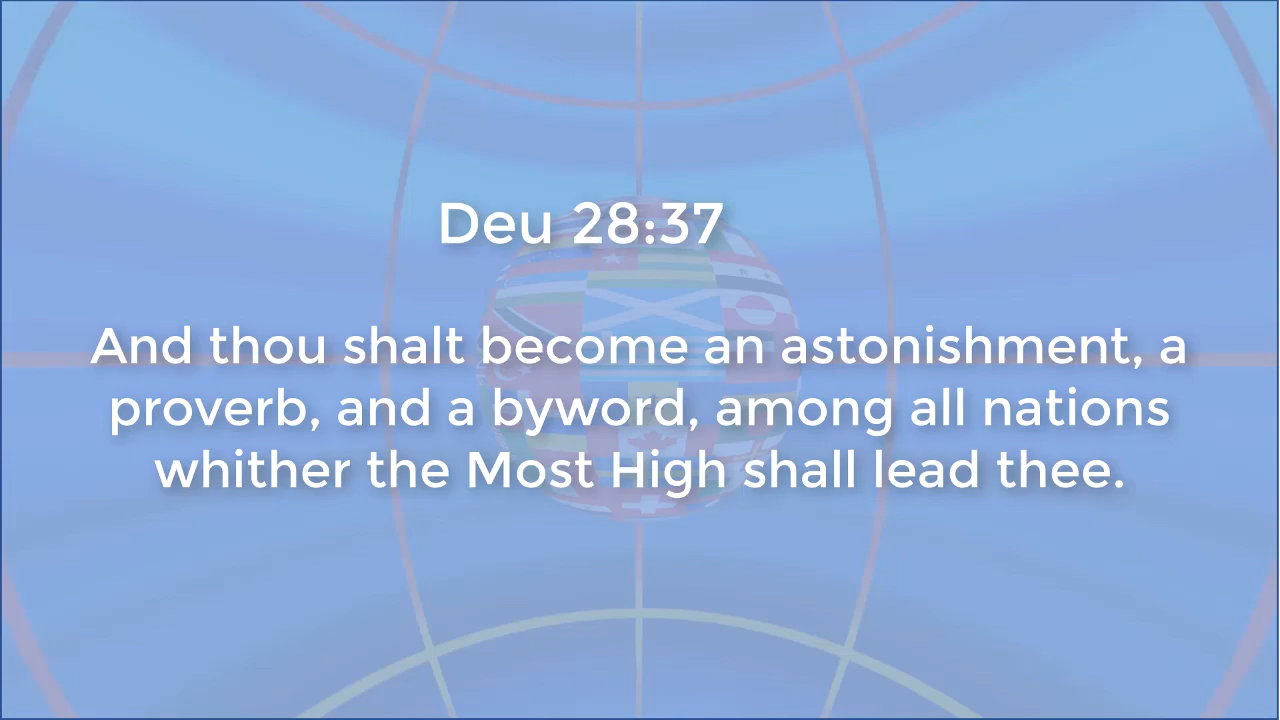 Deu 28:37
And thou shalt become an astonishment, a
proverb, and a byword, among all nations
whither the Most High shall lead thee.